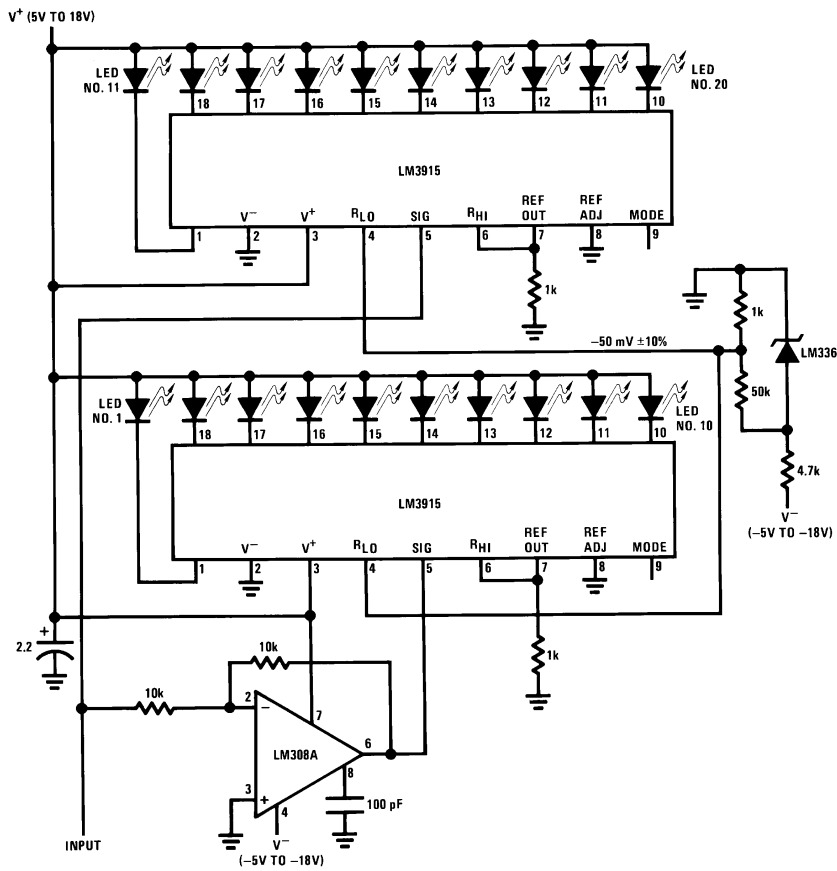 V+ (5V TO 18V)
LED
NO. 11
LED
NO. 20
18 17 16 15 14 13 12 11 10
LM3915
V− V+ RLO SIG RHI REF OUT REF ADJ MODE
1 2 3 4 5 6 7 8 9
1k
1k
−50 mV ±10%
LM336
50k
LED
NO. 1
LED
NO. 10
18 17 16 15 14 13 12 11 10
4.7k
V−
(−5V TO −18V)
LM3915
V− V+ RLO SIG RHI REF OUT REF ADJ MODE
1 2 3 4 5 6 7 8 9
+
2.2
10k
1k
10k
2
−
7
LM308A
6
8
3
+
4
100 pF
V−
(−5V TO −18V)
INPUT